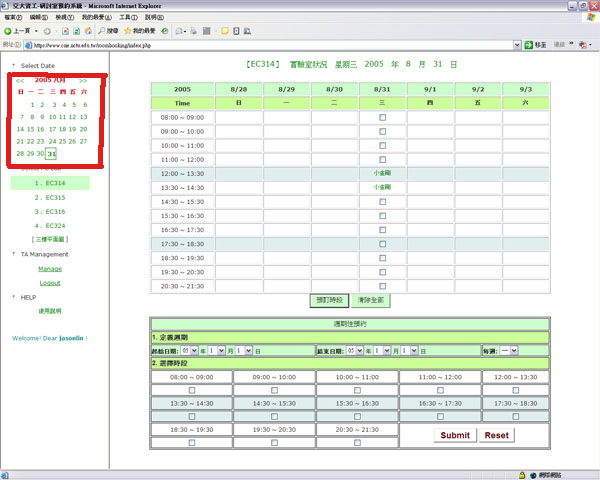 交大資工-研討室預約系統 - Microsoft Internet Explorer
檔案(F) 編輯(E) 檢視(V) 我的最愛(A) 工具(T) 說明(H)
上一頁 搜尋 我的最愛
網址(D) http://www.csie.nctu.edu.tw/roombooking/index.php 移至 連結
Select Date
<< 2005 八月 >>
日 一 二 三 四 五 六
1 2 3 4 5 6
7 8 9 10 11 12 13
14 15 16 17 18 19 20
21 22 23 24 25 26 27
28 29 30 31
1. EC314
2. EC315
3. EC316
4. EC324
[三樓平面圖]
TA Management
Manage
Logout
HELP
使用說明
Welcome! Dear jasonlin !
[EC314] 實驗室狀況 星期三 2005 年 8 月 31 日
2005 8/28 8/29 8/30 8/31 9/1 9/2 9/3
Time 日 一 二 三 四 五 六
08:00 ~ 09:00
09:00 ~ 10:00
10:00 ~ 11:00
11:00 ~ 12:00
12:00 ~ 13:30 小金剛
13:30 ~ 14:30 小金剛
14:30 ~ 15:30
15:30 ~ 16:30
16:30 ~ 17:30
17:30 ~ 18:30
18:30 ~ 19:30
19:30 ~ 20:30
20:30 ~ 21:30
預訂時段 清除全部
週期性預約
1. 定義週期
起始日期: 05 年 1 月 1 日 結束日期: 05 年 1 月 1 日 每週: 一
2. 選擇時段
08:00 ~ 09:00 09:00 ~ 10:00 10:00 ~ 11:00 11:00 ~ 12:00 12:00 ~ 13:30
13:30 ~ 14:30 14:30 ~ 15:30 15:30 ~ 16:30 16:30 ~ 17:30 17:30 ~ 18:30
18:30 ~ 19:30 19:30 ~ 20:30 20:30 ~ 21:30
Submit Reset
網際網路